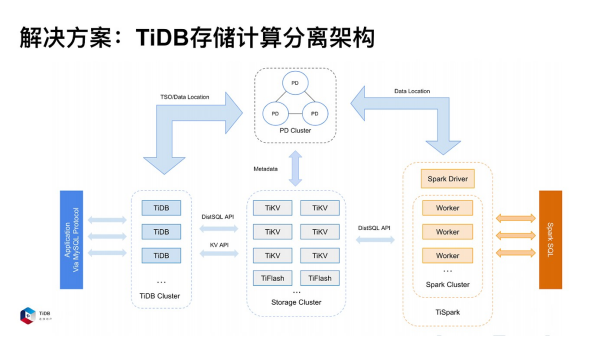 解决方案：TiDB存储计算分离架构
PD
PD
PD
PD Cluster
TSO/Data Location
Data Location
Metadata
Application
Via MySQL Protocol
TiDB
TiDB
TiDB
...
TiDB Cluster
DistSQL API
KV API
TiKV TiKV
TiKV TiKV
TiKV TiKV
TiFlash TiFlash
...
Storage Cluster
DistSQL API
Spark Driver
Worker
Worker
Worker
...
Spark Cluster
TiSpark
Spark SQL
TiDB